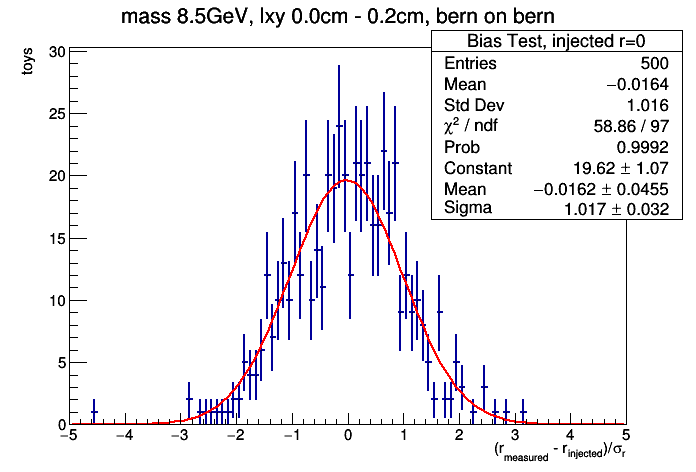 mass 8.5GeV, lxy 0.0cm - 0.2cm, bern on bern
Bias Test, injected r=0
Entries 500
Mean −0.0164
Std Dev 1.016
χ² / ndf 58.86 / 97
Prob 0.9992
Constant 19.62 ± 1.07
Mean −0.0162 ± 0.0455
Sigma 1.017 ± 0.032
toys
30
25
20
15
10
5
0
−5 −4 −3 −2 −1 0 1 2 3 4 5
(r_measured - r_injected)/σ_r